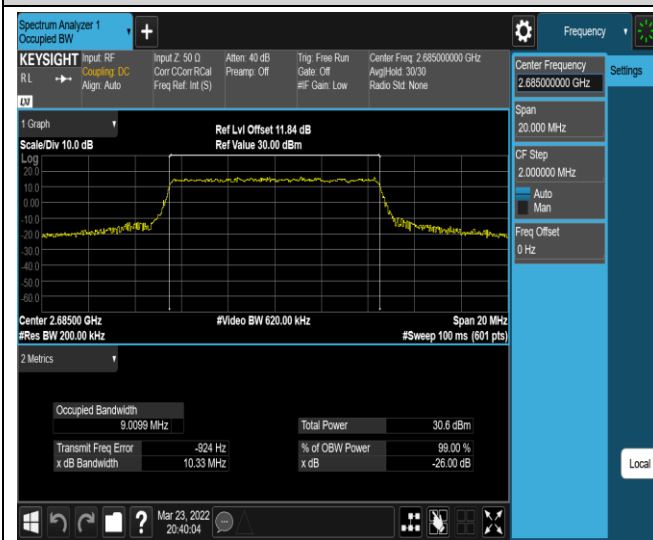 Spectrum Analyzer 1
Occupied BW
+
Frequency
KEYSIGHT
RL
LXI
Input: RF
Coupling: DC
Align: Auto
Input Z: 50 Ω
Corr CCorr RCal
Freq Ref: Int (S)
Atten: 40 dB
Preamp: Off
Trig: Free Run
Gate: Off
#IF Gain: Low
Center Freq: 2.685000000 GHz
Avg|Hold: 30/30
Radio Std: None
Center Frequency
2.685000000 GHz
Settings
Span
20.000 MHz
CF Step
2.000000 MHz
Auto
Man
Freq Offset
0 Hz
Local
1 Graph
Scale/Div 10.0 dB
Ref Lvl Offset 11.84 dB
Ref Value 30.00 dBm
Log
20.0
10.0
0.00
-10.0
-20.0
-30.0
-40.0
-50.0
-60.0
Center 2.68500 GHz
#Video BW 620.00 kHz
Span 20 MHz
#Res BW 200.00 kHz
#Sweep 100 ms (601 pts)
2 Metrics
Occupied Bandwidth
9.0099 MHz
Total Power 30.6 dBm
Transmit Freq Error -924 Hz
% of OBW Power 99.00 %
x dB Bandwidth 10.33 MHz
x dB -26.00 dB
?
Mar 23, 2022
20:40:04